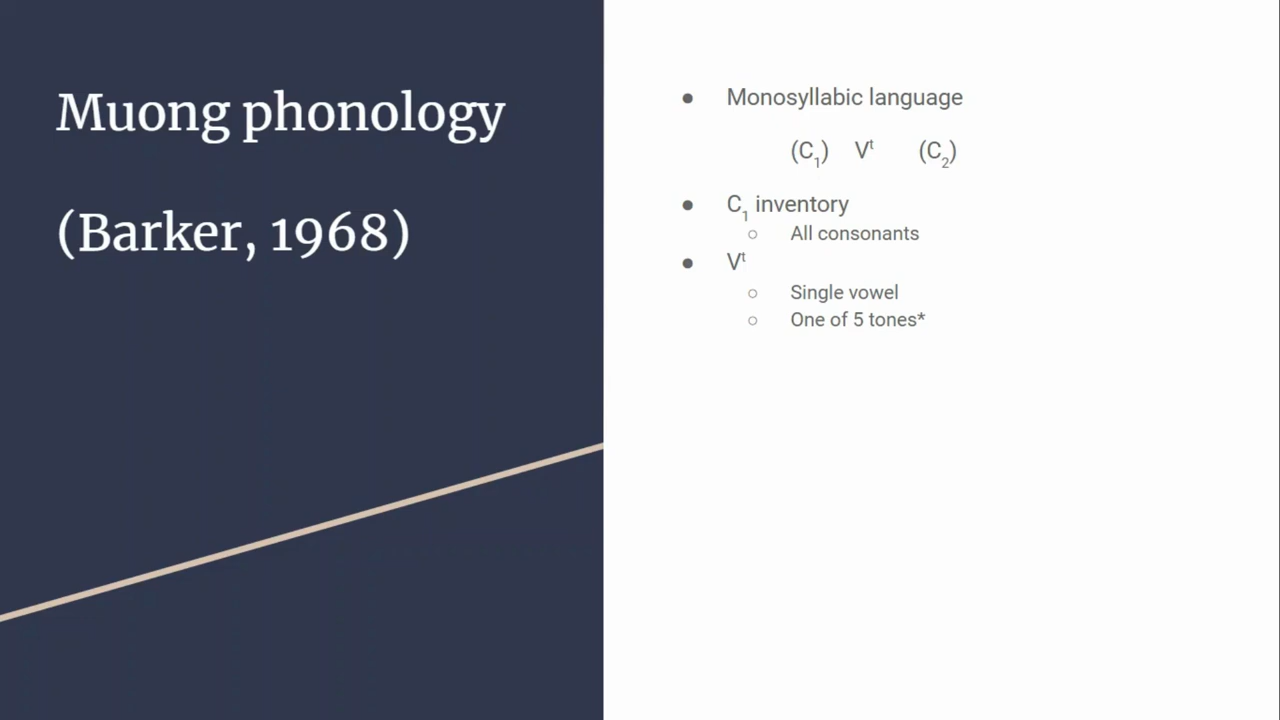 Muong phonology
(Barker, 1968)
● Monosyllabic language
(C₁) Vᵗ (C₂)
● C₁ inventory
○ All consonants
● Vᵗ
○ Single vowel
○ One of 5 tones*